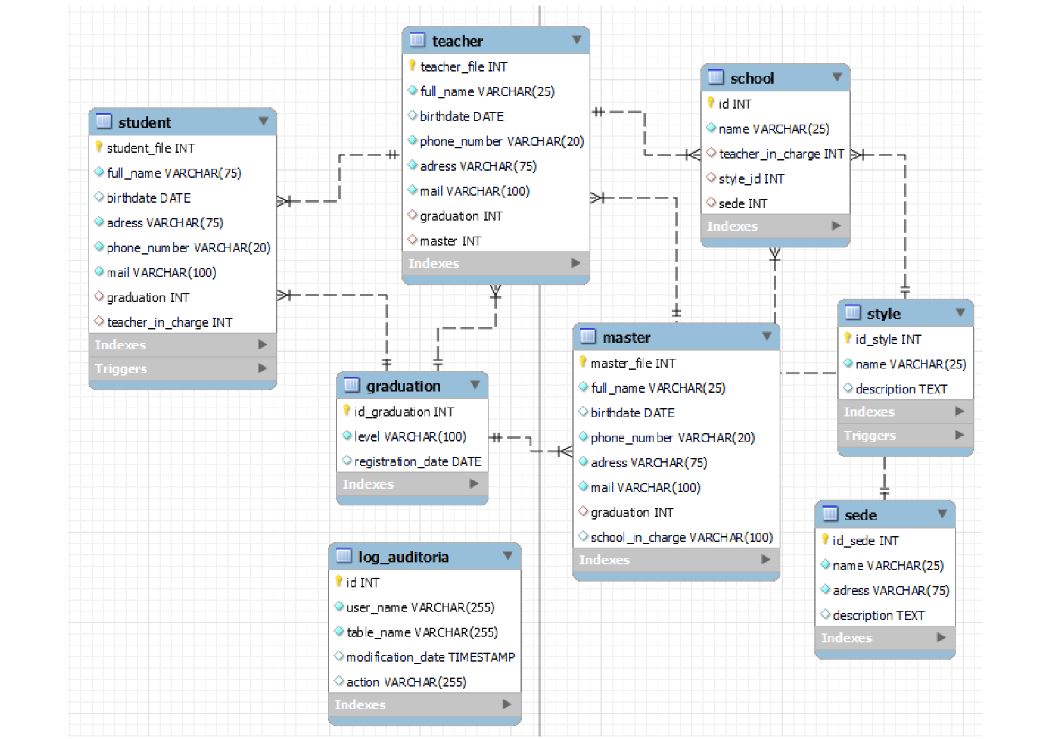 teacher
teacher_file INT
full_name VARCHAR(25)
birthdate DATE
phone_number VARCHAR(20)
adress VARCHAR(75)
mail VARCHAR(100)
graduation INT
master INT
Indexes
school
id INT
name VARCHAR(25)
teacher_in_charge INT
style_id INT
sede INT
Indexes
student
student_file INT
full_name VARCHAR(75)
birthdate DATE
adress VARCHAR(75)
phone_number VARCHAR(20)
mail VARCHAR(100)
graduation INT
teacher_in_charge INT
Indexes
Triggers
style
id_style INT
name VARCHAR(25)
description TEXT
Indexes
Triggers
master
master_file INT
full_name VARCHAR(25)
birthdate DATE
phone_number VARCHAR(20)
adress VARCHAR(75)
mail VARCHAR(100)
graduation INT
school_in_charge VARCHAR(100)
Indexes
graduation
id_graduation INT
level VARCHAR(100)
registration_date DATE
Indexes
sede
id_sede INT
name VARCHAR(25)
adress VARCHAR(75)
description TEXT
Indexes
log_auditoria
id INT
user_name VARCHAR(255)
table_name VARCHAR(255)
modification_date TIMESTAMP
action VARCHAR(255)
Indexes